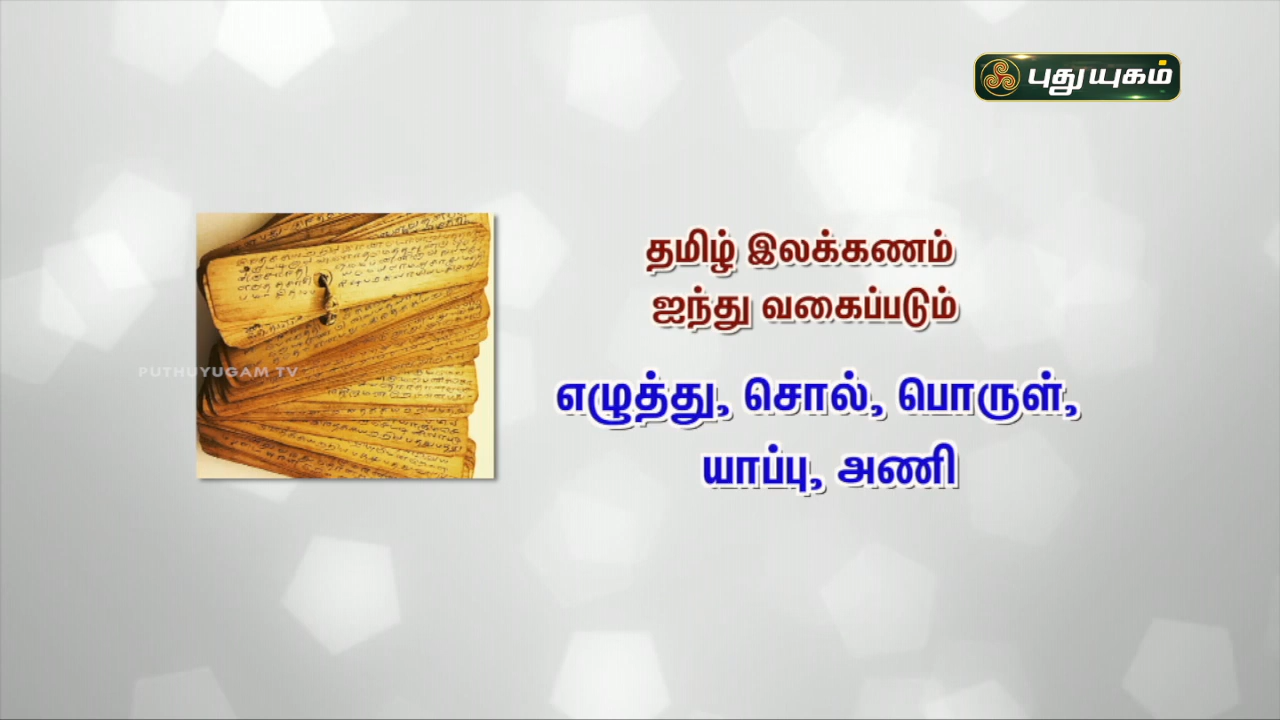 புதுயுகம்
தமிழ் இலக்கணம்
ஐந்து வகைப்படும்
PUTHUYUGAM TV
எழுத்து, சொல், பொருள்,
யாப்பு, அணி